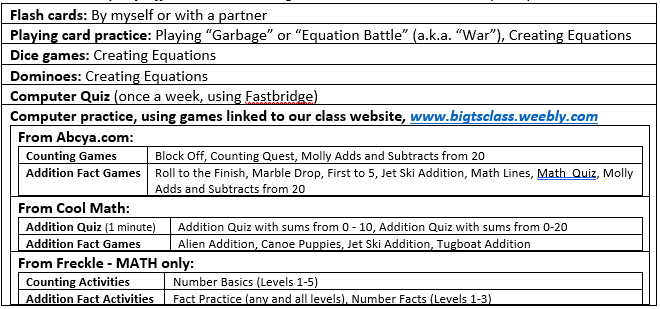 Flash cards: By myself or with a partner
Playing card practice: Playing “Garbage” or “Equation Battle” (a.k.a. “War”), Creating Equations
Dice games: Creating Equations
Dominoes: Creating Equations
Computer Quiz (once a week, using Fastbridge)
Computer practice, using games linked to our class website, www.bigtsclass.weebly.com
From Abcya.com:
Counting Games Block Off, Counting Quest, Molly Adds and Subtracts from 20
Addition Fact Games Roll to the Finish, Marble Drop, First to 5, Jet Ski Addition, Math Lines, Math Quiz, Molly
Adds and Subtracts from 20
From Cool Math:
Addition Quiz (1 minute) Addition Quiz with sums from 0 - 10, Addition Quiz with sums from 0-20
Addition Fact Games Alien Addition, Canoe Puppies, Jet Ski Addition, Tugboat Addition
From Freckle - MATH only:
Counting Activities Number Basics (Levels 1-5)
Addition Fact Activities Fact Practice (any and all levels), Number Facts (Levels 1-3)